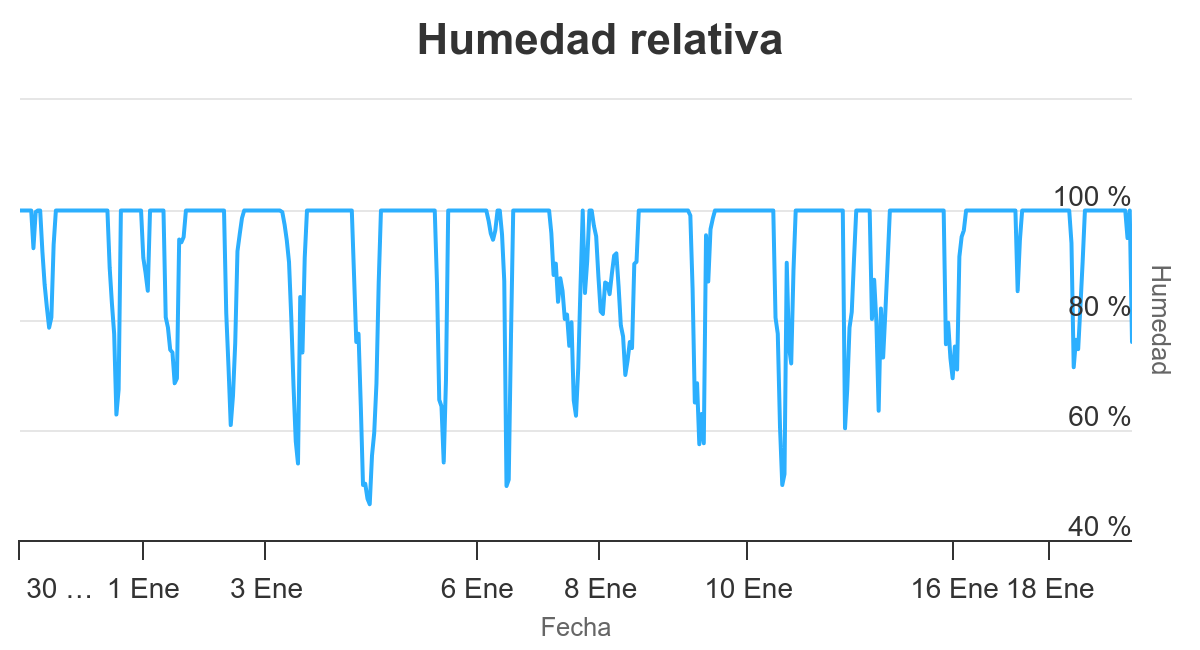 Humedad relativa
100 %
80 %
60 %
40 %
Humedad
30 … 1 Ene 3 Ene 6 Ene 8 Ene 10 Ene 16 Ene 18 Ene
Fecha